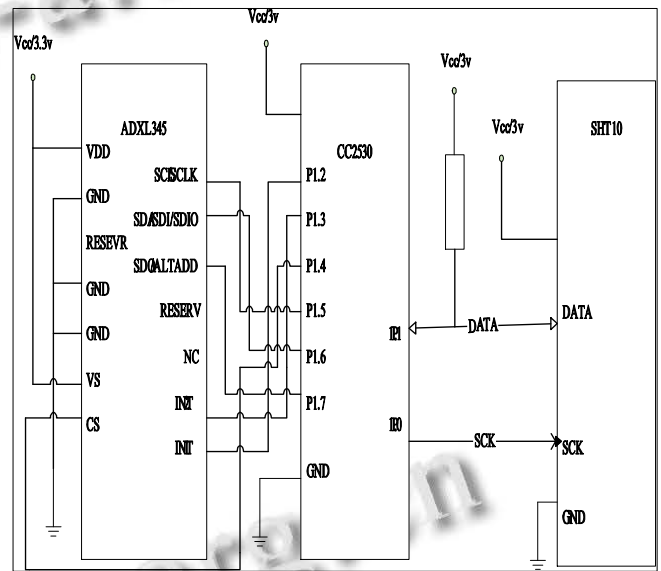 Vcc/3.3v
Vcc/3v
Vcc/3v
Vcc/3v
ADXL345
VDD
GND
RESEVR
GND
GND
VS
CS
SCL/SCLK
SDA/SDI/SDIO
SDO/ALTADD
RESERV
NC
INT
CC2530
P1.2
P1.3
P1.4
P1.5
P1.6
P1.7
GND
DATA
SCK
SHT10
DATA
SCK
GND